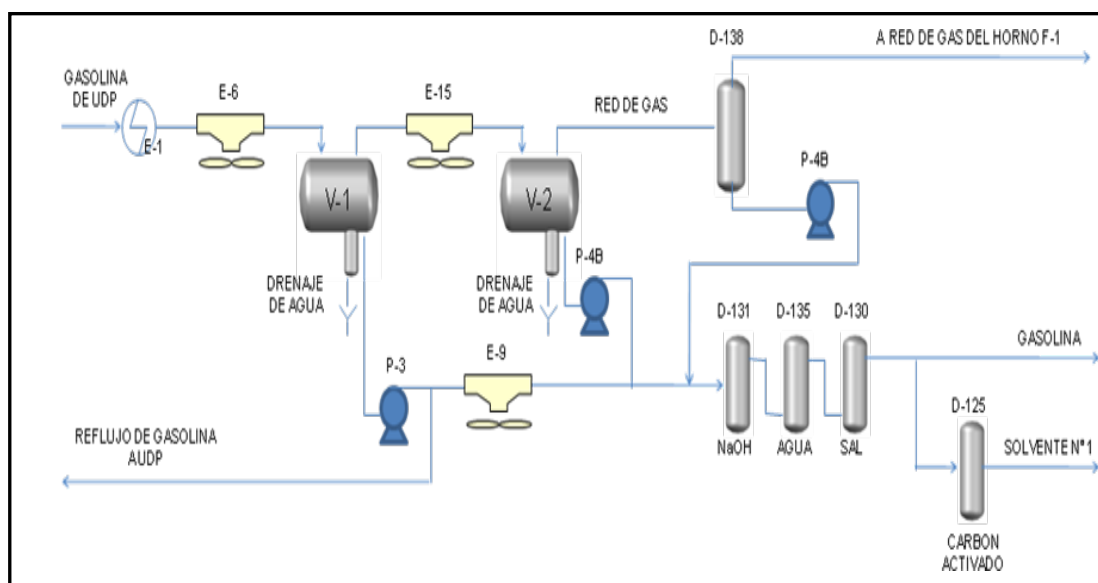 D-138
A RED DE GAS DEL HORNO F-1
GASOLINA
DE UDP
E-6
E-15
RED DE GAS
E-1
P-4B
V-1
V-2
P-4B
DRENAJE
DE AGUA
DRENAJE
DE AGUA
D-131
D-135
D-130
GASOLINA
P-3
E-9
D-125
REFLUJO DE GASOLINA
AUDP
NaOH
AGUA
SAL
SOLVENTE N°1
CARBON
ACTIVADO